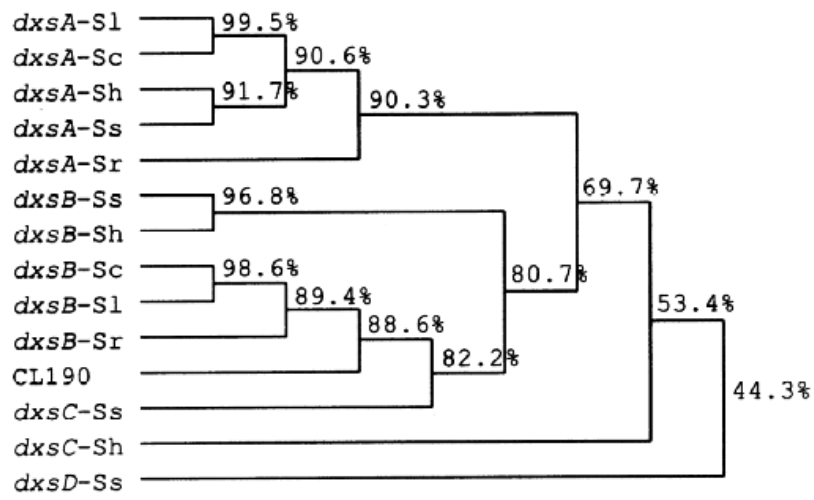 dxsA-Sl 99.5%
dxsA-Sc 90.6%
dxsA-Sh 91.7% 90.3%
dxsA-Ss
dxsA-Sr 69.7%
dxsB-Ss 96.8%
dxsB-Sh
dxsB-Sc 98.6% 80.7%
dxsB-Sl 89.4% 53.4%
dxsB-Sr 88.6%
CL190 82.2% 44.3%
dxsC-Ss
dxsC-Sh
dxsD-Ss